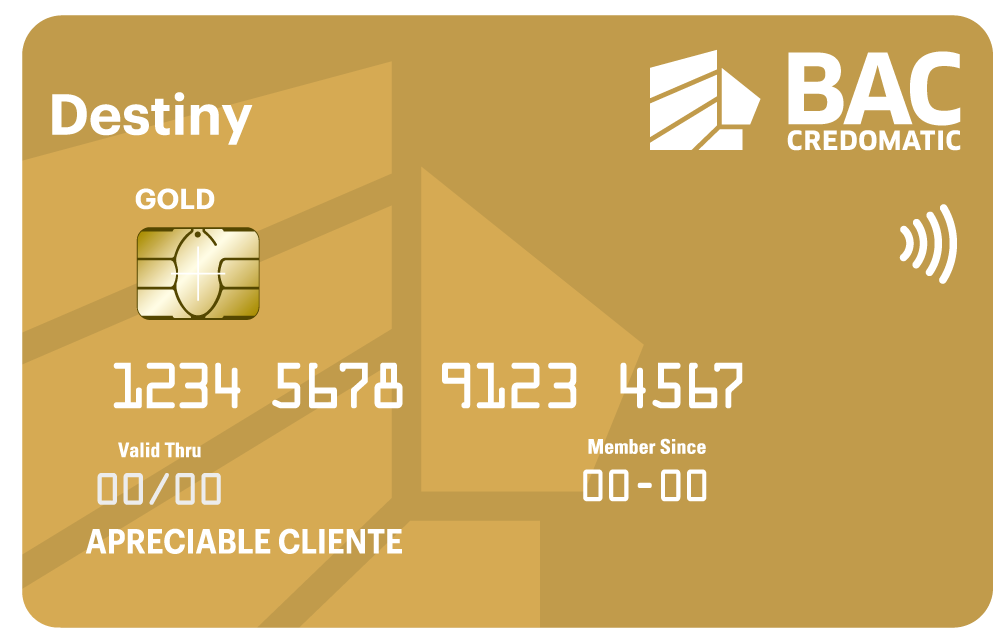 BAC
CREDOMATIC
Destiny
GOLD
1234 5678 9123 4567
Valid Thru
Member Since
00/00
00-00
APRECIABLE CLIENTE